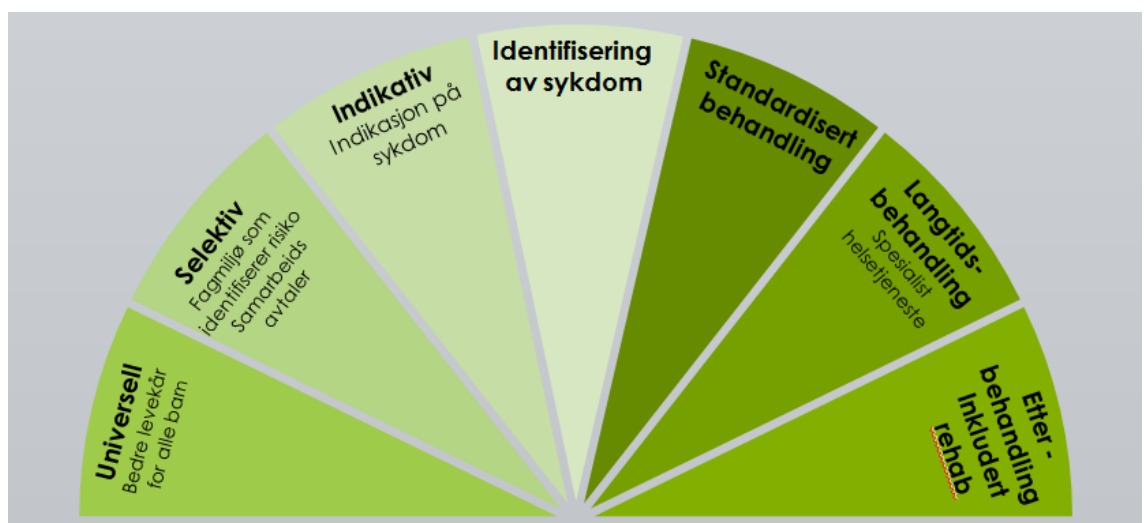 Universell
Bedre levekår
for alle barn
Selektiv
Fagmiljø som
identifiserer risiko
Samarbeids
avtaler
Indikativ
Indikasjon på
sykdom
Identifisering
av sykdom
Standardisert
behandling
Langtids-
behandling
Spesialist
helsetjeneste
Etter -
behandling
Inkludert
rehab